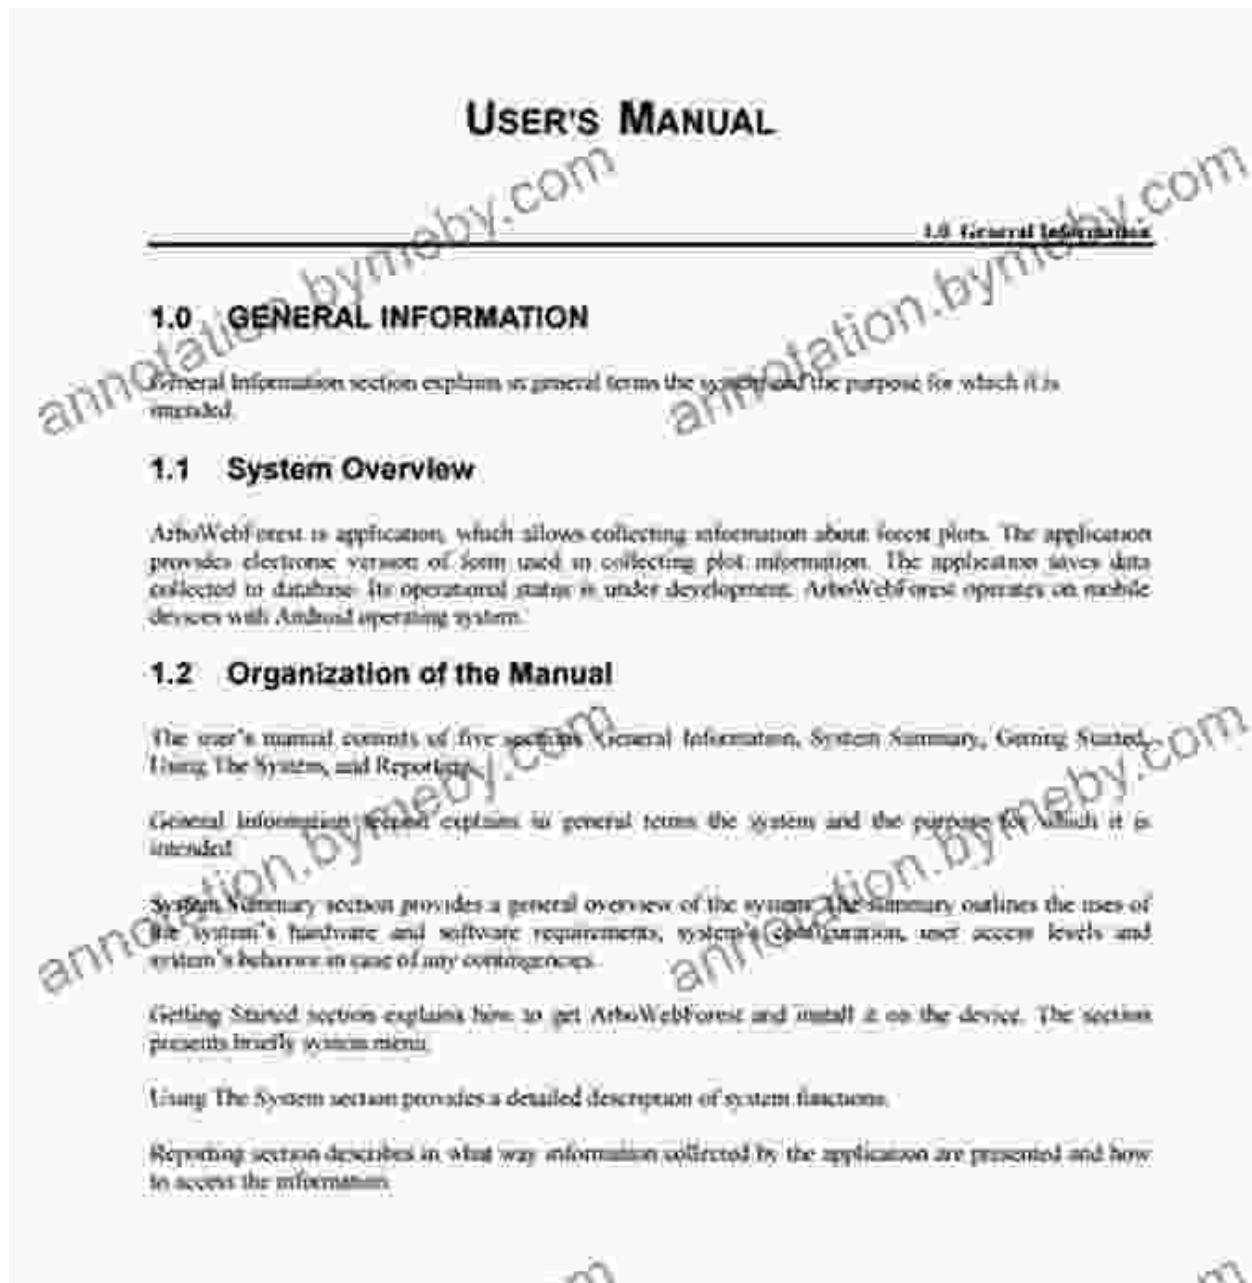 USER'S MANUAL
1.0 General Information
1.0 GENERAL INFORMATION
General Information section explains in general terms the system and the purpose for which it is
intended.
1.1 System Overview
ArboWebForest is application, which allows collecting information about forest plots. The application
provides electronic version of form used in collecting plot information. The application saves data
collected to database. Its operational status is under development. ArboWebForest operates on mobile
devices with Android operating system.
1.2 Organization of the Manual
The user's manual consists of five sections: General Information, System Summary, Getting Started,
Using The System, and Reporting.
General Information section explains in general terms the system and the purpose for which it is
intended.
System Summary section provides a general overview of the system. The summary outlines the uses of
the system's hardware and software requirements, system's configuration, user access levels and
system's behavior in case of any contingencies.
Getting Started section explains how to get ArboWebForest and install it on the device. The section
presents briefly system menu.
Using The System section provides a detailed description of system functions.
Reporting section describes in what way information collected by the application are presented and how
to access the information.
annotation.bymeby.com
annotation.bymeby.com
annotation.bymeby.com
annotation.bymeby.com